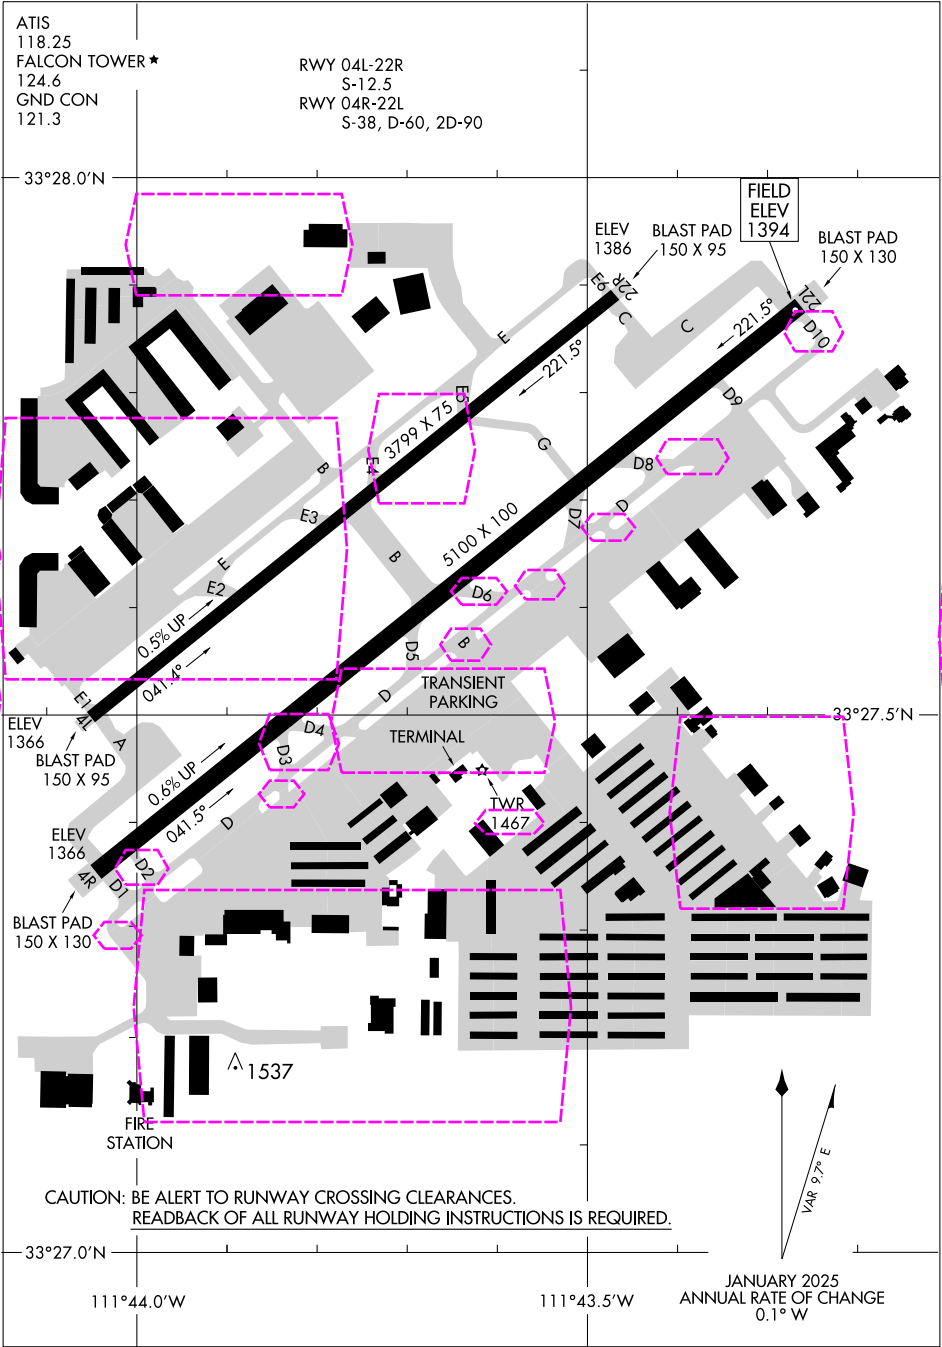 ATIS
118.25
FALCON TOWER★
124.6
GND CON
121.3
RWY 04L-22R
S-12.5
RWY 04R-22L
S-38, D-60, 2D-90
33°28.0'N
FIELD
ELEV
1394
ELEV
1386
BLAST PAD
150 X 95
BLAST PAD
150 X 130
E9
22R
22L
C
C
E
221.5°
221.5°
D10
D9
E6
3799 X 75
G
E4
B
D8
E3
D
D7
B
5100 X 100
E
E2
D6
0.5% UP
041.4°
D5
B
E1
4L
TRANSIENT
PARKING
D
ELEV
1366
A
D4
33°27.5'N
TERMINAL
D3
BLAST PAD
150 X 95
0.6% UP
041.5°
D
TWR
1467
ELEV
1366
D2
4R
D1
BLAST PAD
150 X 130
1537
FIRE
STATION
VAR 9.7° E
CAUTION: BE ALERT TO RUNWAY CROSSING CLEARANCES.
READBACK OF ALL RUNWAY HOLDING INSTRUCTIONS IS REQUIRED.
33°27.0'N
111°44.0'W
111°43.5'W
JANUARY 2025
ANNUAL RATE OF CHANGE
0.1° W